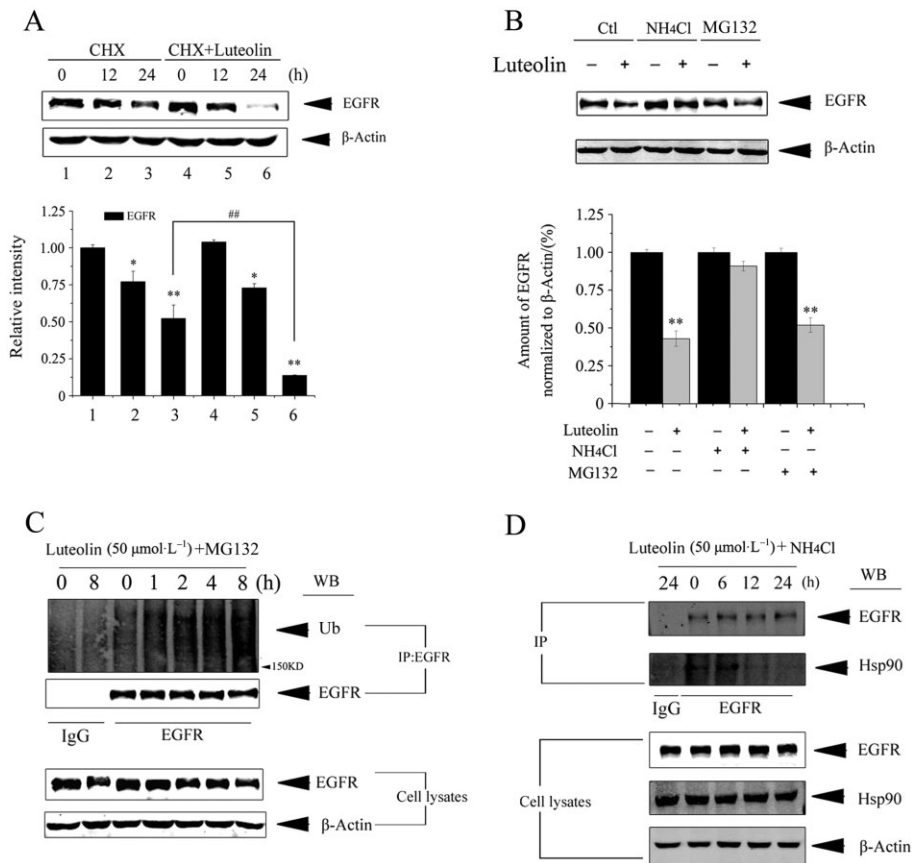 A
CHX CHX+Luteolin
0 12 24 0 12 24 (h)
EGFR
β-Actin
1 2 3 4 5 6
EGFR
##
Relative intensity
1.00
0.75
0.50
0.25
0
* ** * **
1 2 3 4 5 6
B
Ctl NH4Cl MG132
Luteolin – + – + – +
EGFR
β-Actin
Amount of EGFR
normalized to β-Actin/(%)
1.00
0.75
0.50
0.25
0.00
** **
Luteolin – + – + – +
NH4Cl – – + + – –
MG132 – – – – + +
C
Luteolin (50 μmol·L⁻¹)+MG132
0 8 0 1 2 4 8 (h) WB
Ub
IP:EGFR
150KD
EGFR
IgG EGFR
EGFR
Cell lysates
β-Actin
D
Luteolin (50 μmol·L⁻¹)+ NH4Cl
24 0 6 12 24 (h) WB
EGFR
IP
Hsp90
IgG EGFR
EGFR
Cell lysates
Hsp90
β-Actin